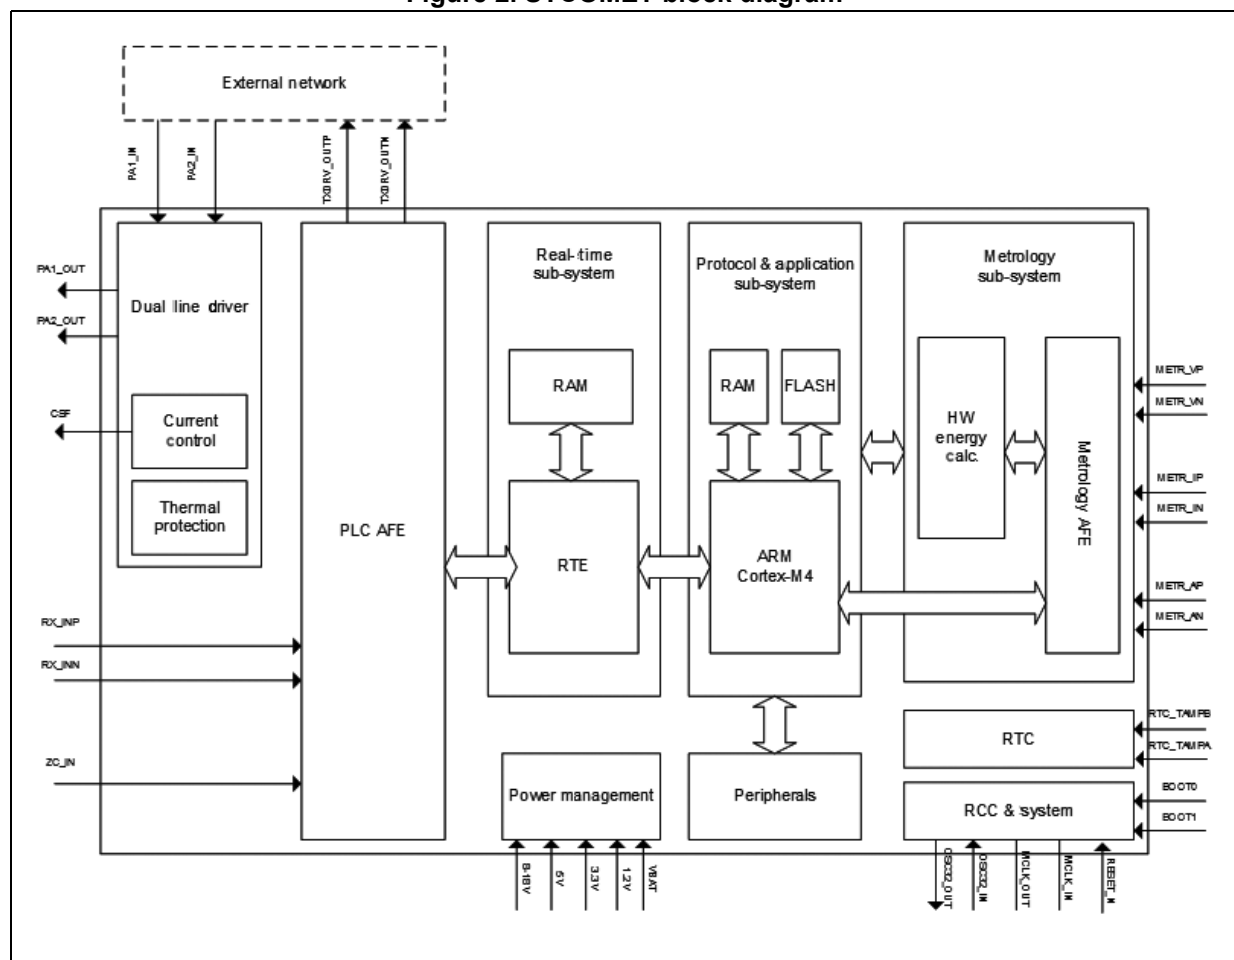 Figure 2. STCOMET block diagram
External network
PA1_IN
PA2_IN
TXDRV_OUTP
TXDRV_OUTN
PA1_OUT
PA2_OUT
CSF
Dual line driver
Current
control
Thermal
protection
RX_INP
RX_INN
ZC_IN
PLC AFE
Real-time
sub-system
RAM
RTE
Protocol & application
sub-system
RAM
FLASH
ARM
Cortex-M4
Metrology
sub-system
HW
energy
calc.
Metrology AFE
METR_VP
METR_VN
METR_IP
METR_IN
METR_AP
METR_AN
RTC
RTC_TAMPB
RTC_TAMPA
Power management
Peripherals
RCC & system
BOOT0
BOOT1
8-18V
5V
3.3V
1.2V
VBAT
OSC32_OUT
OSC32_IN
MCLK_OUT
MCLK_IN
RESET_N